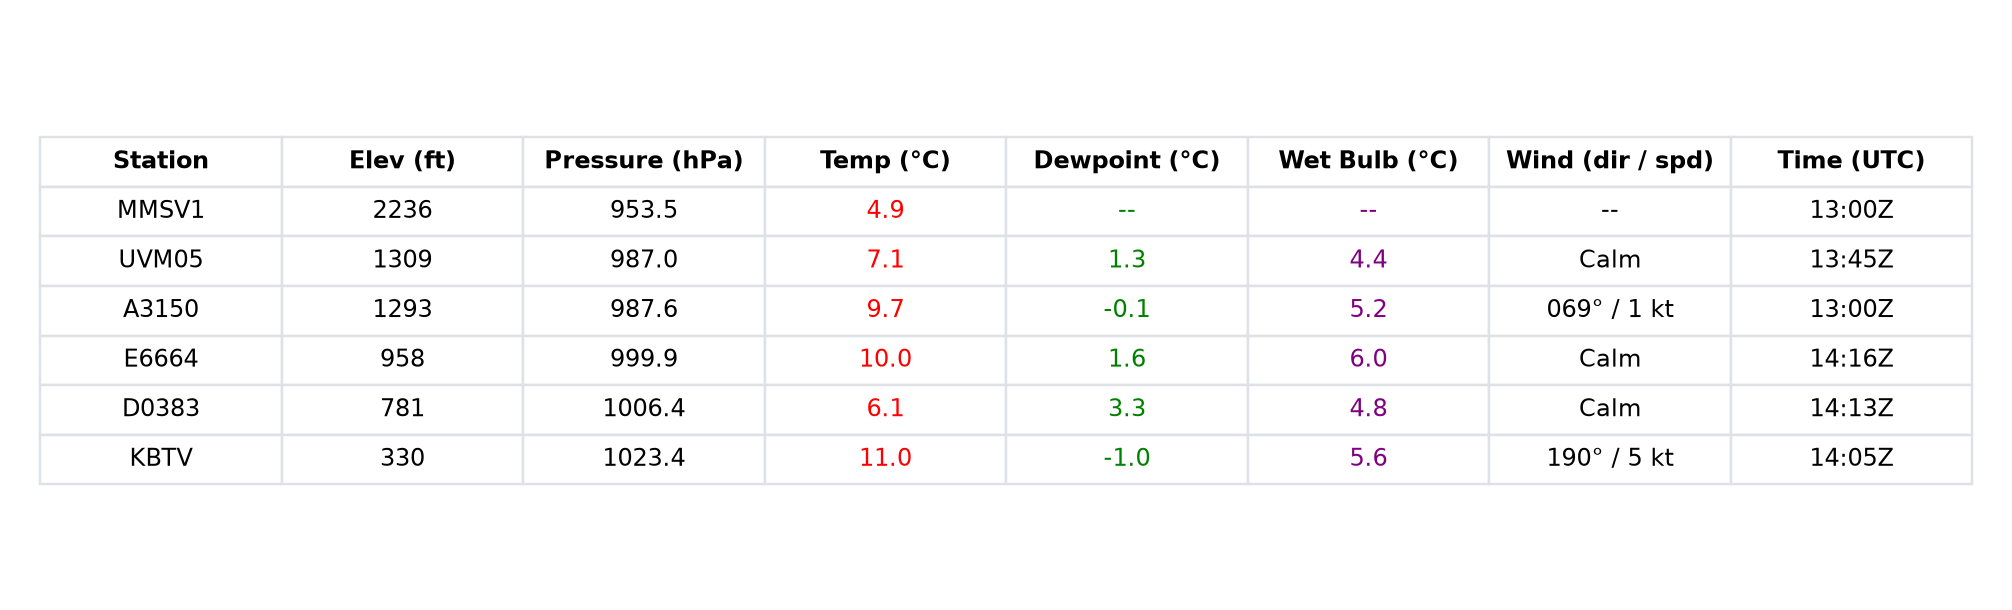 Station Elev (ft) Pressure (hPa) Temp (°C) Dewpoint (°C) Wet Bulb (°C) Wind (dir / spd) Time (UTC)
MMSV1 2236 953.5 4.9 -- -- -- 13:00Z
UVM05 1309 987.0 7.1 1.3 4.4 Calm 13:45Z
A3150 1293 987.6 9.7 -0.1 5.2 069° / 1 kt 13:00Z
E6664 958 999.9 10.0 1.6 6.0 Calm 14:16Z
D0383 781 1006.4 6.1 3.3 4.8 Calm 14:13Z
KBTV 330 1023.4 11.0 -1.0 5.6 190° / 5 kt 14:05Z